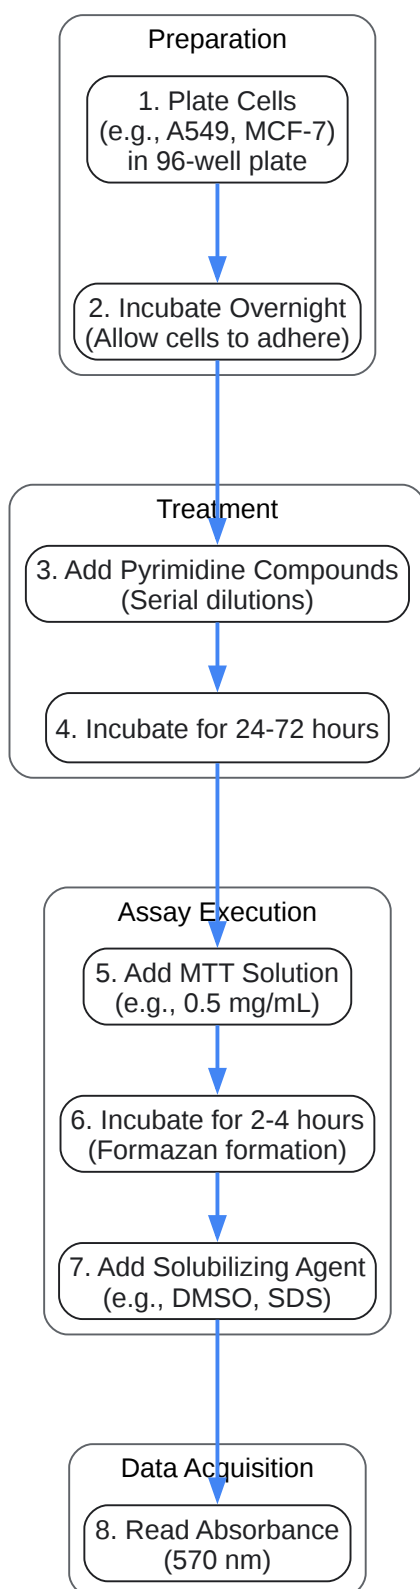 Preparation
1. Plate Cells
(e.g., A549, MCF-7)
in 96-well plate
2. Incubate Overnight
(Allow cells to adhere)
Treatment
3. Add Pyrimidine Compounds
(Serial dilutions)
4. Incubate for 24-72 hours
Assay Execution
5. Add MTT Solution
(e.g., 0.5 mg/mL)
6. Incubate for 2-4 hours
(Formazan formation)
7. Add Solubilizing Agent
(e.g., DMSO, SDS)
Data Acquisition
8. Read Absorbance
(570 nm)